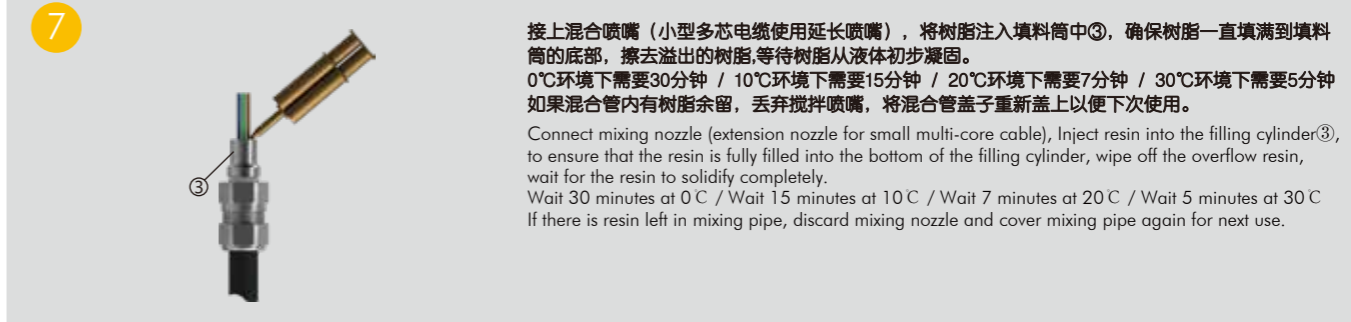 7
接上混合喷嘴（小型多芯电缆使用延长喷嘴），将树脂注入填料筒中③，确保树脂一直填满到填料
筒的底部，擦去溢出的树脂,等待树脂从液体初步凝固。
0℃环境下需要30分钟 / 10℃环境下需要15分钟 / 20℃环境下需要7分钟 / 30℃环境下需要5分钟
如果混合管内有树脂余留，丢弃搅拌喷嘴，将混合管盖子重新盖上以便下次使用。
Connect mixing nozzle (extension nozzle for small multi-core cable), Inject resin into the filling cylinder③,
to ensure that the resin is fully filled into the bottom of the filling cylinder, wipe off the overflow resin,
wait for the resin to solidify completely.
Wait 30 minutes at 0℃ / Wait 15 minutes at 10℃ / Wait 7 minutes at 20℃ / Wait 5 minutes at 30℃
If there is resin left in mixing pipe, discard mixing nozzle and cover mixing pipe again for next use.
③